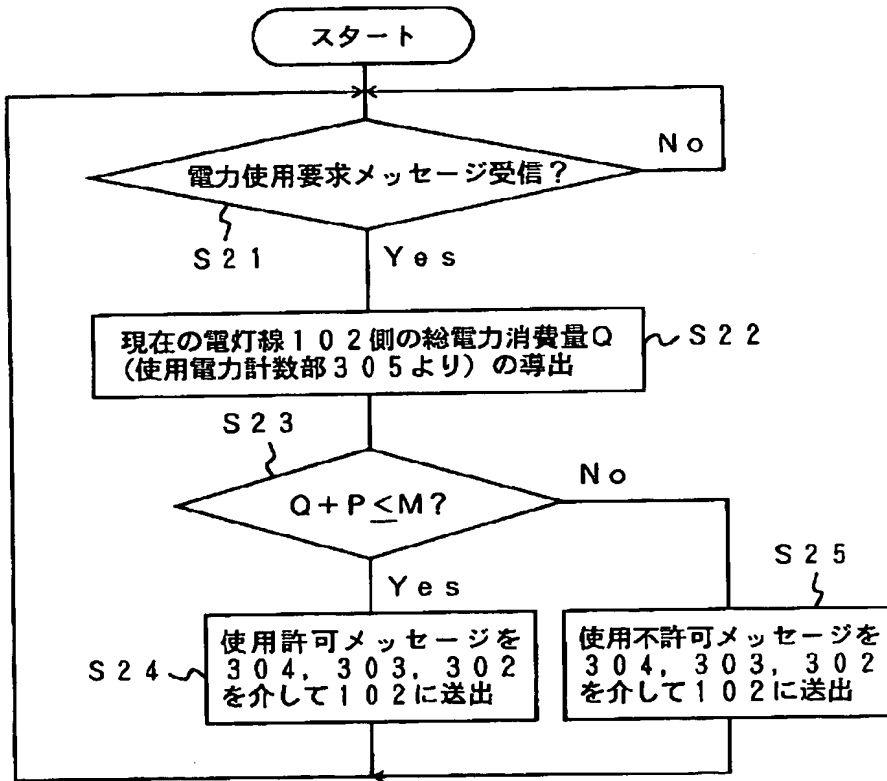 スタート
No
電力使用要求メッセージ受信?
S21
Yes
現在の電灯線102側の総電力消費量Q
(使用電力計数部305より)の導出
S22
S23
No
Q+P≤M?
S25
Yes
使用許可メッセージを
304,303,302
を介して102に送出
S24
使用不許可メッセージを
304,303,302
を介して102に送出